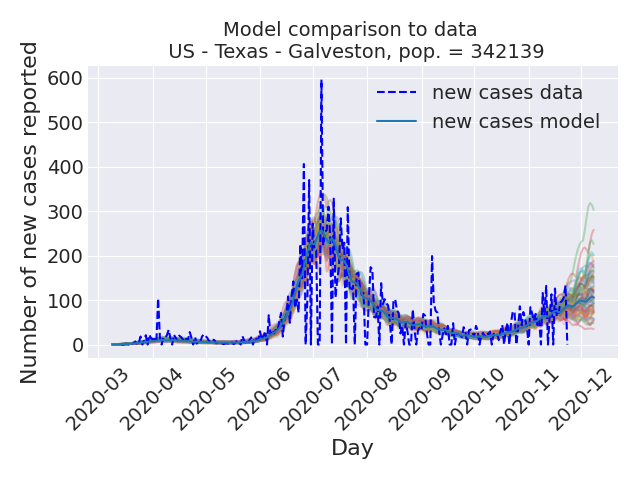 Model comparison to data
US - Texas - Galveston, pop. = 342139
Number of new cases reported
600
500
400
300
200
100
0
new cases data
new cases model
2020-03
2020-04
2020-05
2020-06
2020-07
2020-08
2020-09
2020-10
2020-11
2020-12
Day